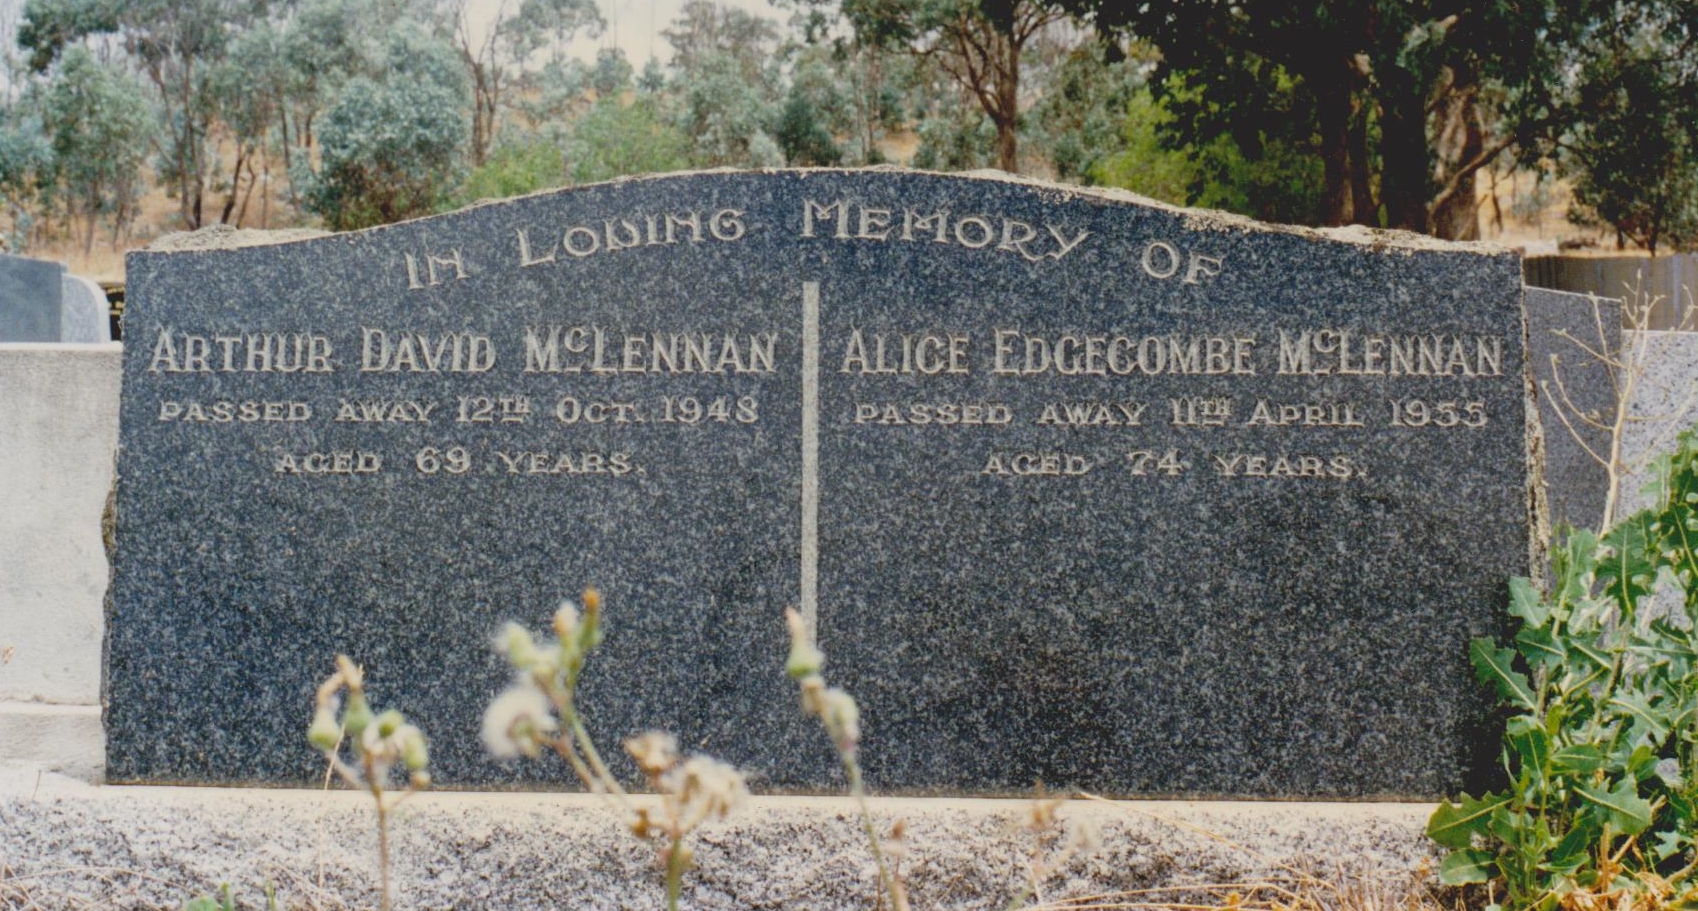 IN LOVING MEMORY OF
ARTHUR DAVID McLENNAN
PASSED AWAY 12TH OCT. 1948
AGED 69 YEARS.
ALICE EDGECOMBE McLENNAN
PASSED AWAY 11TH APRIL 1955
AGED 74 YEARS.